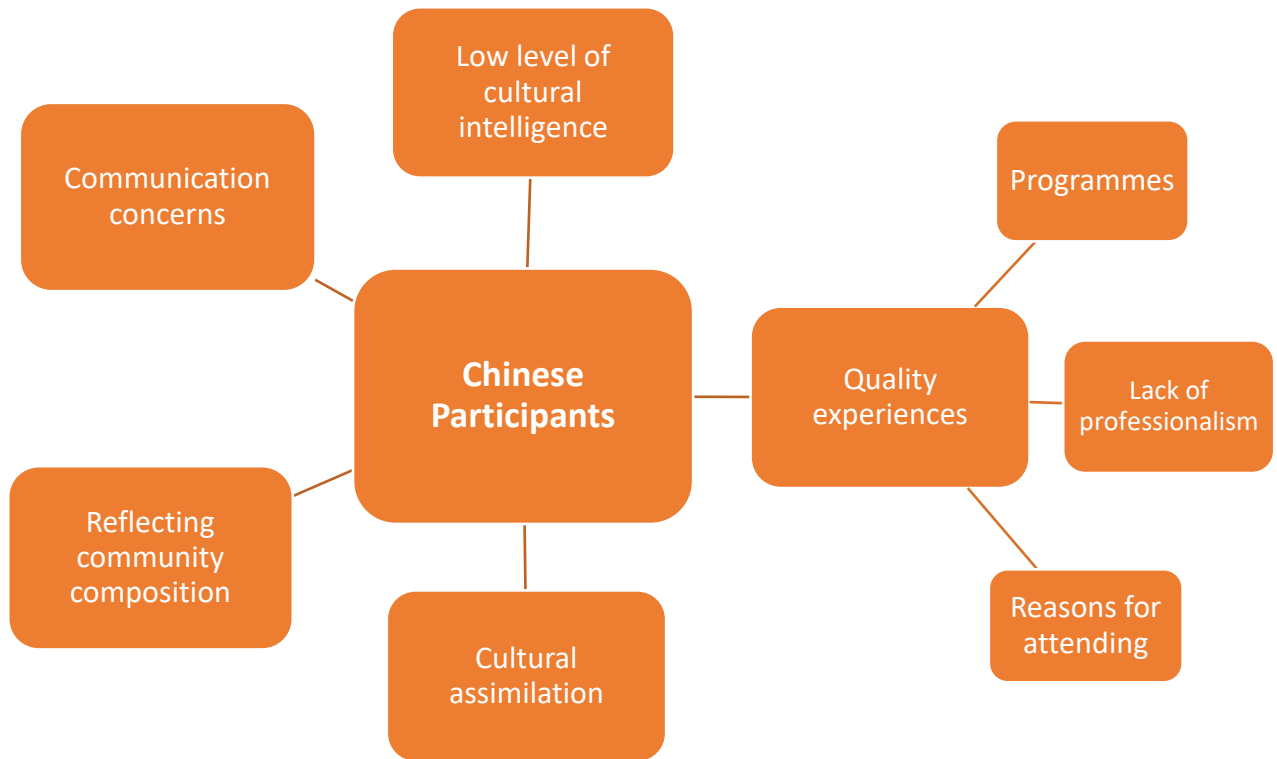 Low level of
cultural
intelligence
Communication
concerns
Programmes
Chinese
Participants
Quality
experiences
Lack of
professionalism
Reflecting
community
composition
Reasons for
attending
Cultural
assimilation